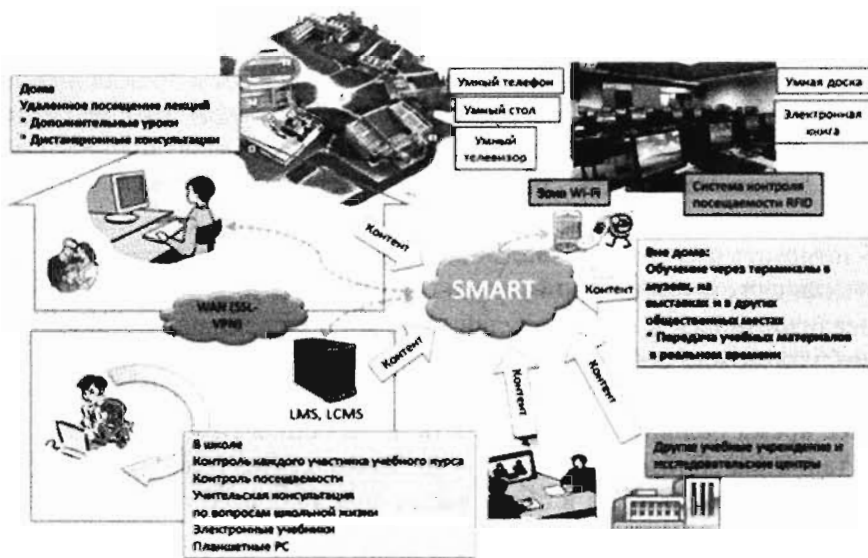 Дома
Удаленное посещение лекций
* Дополнительные уроки
* Дистанционные консультации
Умный телефон
Умный стол
Умный
телевизор
Умная доска
Электронная
книга
Зона Wi-Fi
Система контроля
посещаемости RFID
Контент
SMART
Контент
Вне дома:
Обучение через терминалы в
музеях, на
выставках и в других
общественных местах
* Передача учебных материалов
в реальном времени
WAN (SSL-
VPN)
Контент
LMS, LCMS
Контент
Контент
В школе
Контроль каждого участника учебного курса
Контроль посещаемости
Учительская консультация
по вопросам школьной жизни
Электронные учебники
Планшетные PC
Другие учебные учреждения и
исследовательские центры